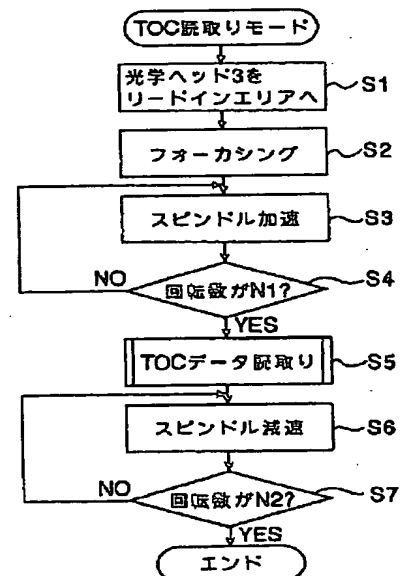 TOC読取りモード
光学ヘッド3を
リードインエリアへ
S1
フォーカシング
S2
スピンドル加速
S3
NO
回転数がN1?
S4
YES
TOCデータ読取り
S5
スピンドル減速
S6
NO
回転数がN2?
S7
YES
エンド